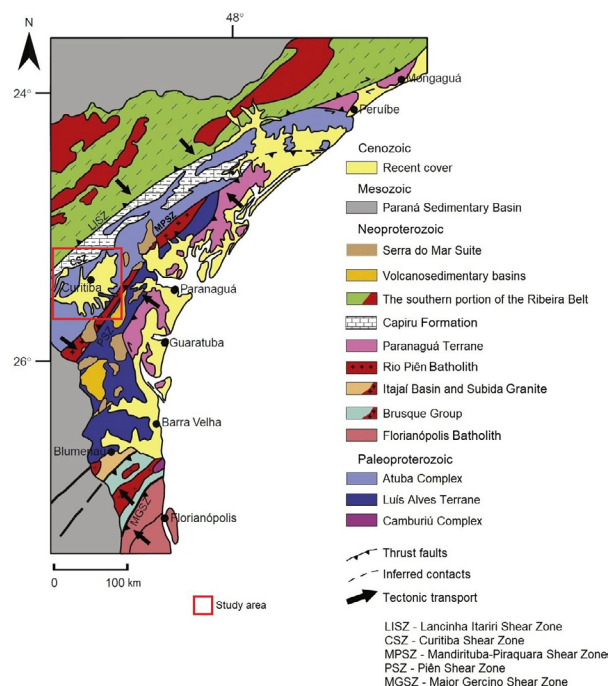 N
48°
24°
26°
Mongaguá
Peruíbe
LISZ
MPSZ
CSZ
Curitiba
Paranaguá
PSZ
Guaratuba
Barra Velha
Blumenau
MGSZ
Florianópolis
0 100 km
Study area
Cenozoic
Recent cover
Mesozoic
Paraná Sedimentary Basin
Neoproterozoic
Serra do Mar Suite
Volcanosedimentary basins
The southern portion of the Ribeira Belt
Capiru Formation
Paranaguá Terrane
Rio Piên Batholith
Itajaí Basin and Subida Granite
Brusque Group
Florianópolis Batholith
Paleoproterozoic
Atuba Complex
Luís Alves Terrane
Camburiú Complex
Thrust faults
Inferred contacts
Tectonic transport
LISZ - Lancinha Itariri Shear Zone
CSZ - Curitiba Shear Zone
MPSZ - Mandirituba-Piraquara Shear Zone
PSZ - Piên Shear Zone
MGSZ - Major Gercino Shear Zone